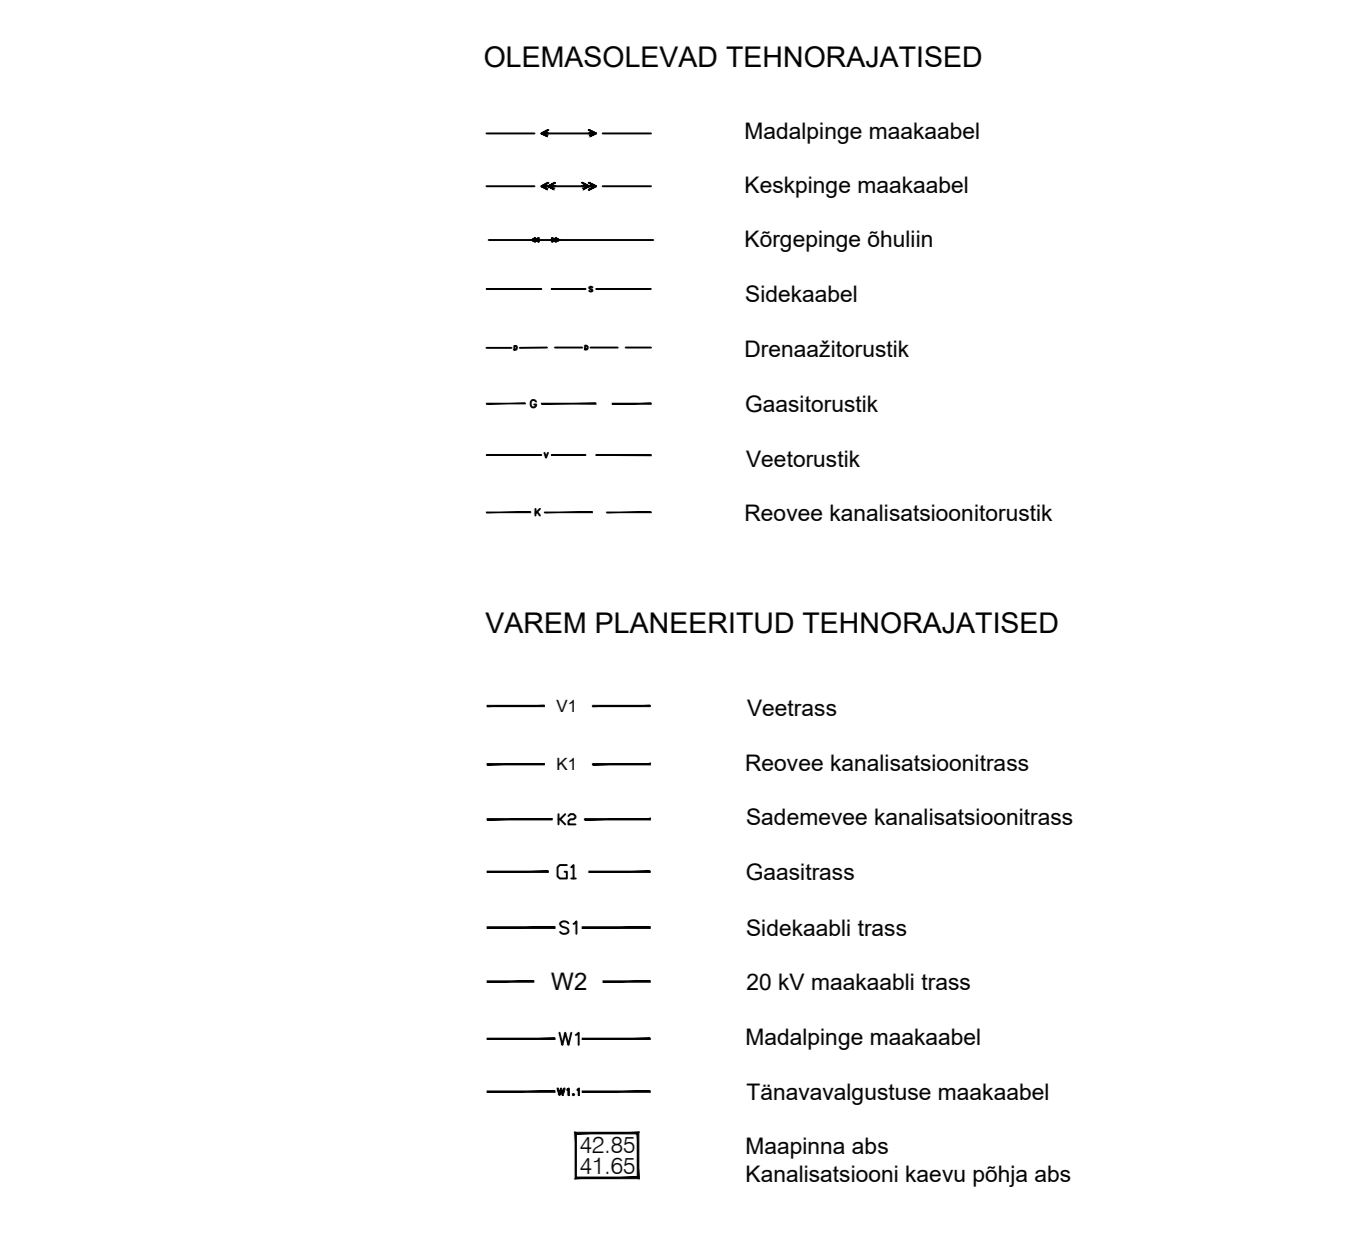 OLEMASOLEVAD TEHNORAJATISED
Madalpinge maakaabel
Keskpinge maakaabel
Kõrgepinge õhuliin
S Sidekaabel
D D Drenaažitorustik
G Gaasitorustik
V Veetorustik
K Reovee kanalisatsioonitorustik
VAREM PLANEERITUD TEHNORAJATISED
V1 Veetrass
K1 Reovee kanalisatsioonitrass
K2 Sademevee kanalisatsioonitrass
G1 Gaasitrass
S1 Sidekaabli trass
W2 20 kV maakaabli trass
W1 Madalpinge maakaabel
W1.1 Tänavavalgustuse maakaabel
42.85 Maapinna abs
41.65 Kanalisatsiooni kaevu põhja abs